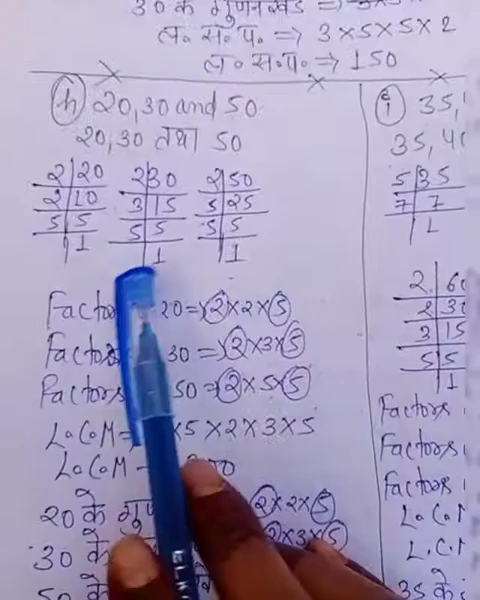 30 के गुणनखंड =>
ल. स. प. => 3×5×5×2
ल. स. प. => 150
(h) 20,30 and 50
20,30 तथा 50
2|20 2|30 2|50
2|10 3|15 5|25
5|5 5|5 5|5
|1 |1 |1
Factors 20 => 2×2×5
Factors 30 => 2×3×5
Factors 50 => 2×5×5
L.C.M = ×5×2×3×5
L.C.M
20 के 2×2×5
30 के 2×3×5
50 के
(i) 35,
35,
5|35
7|7
|1
2|60
2|30
3|15
5|5
|1
Factors
Factors
Factors
L.C.M
L.C.
35 के
ELK